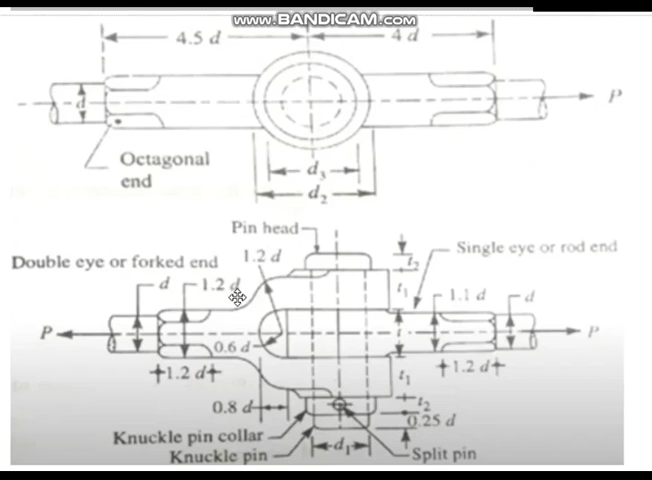 www.BANDICAM.com
4.5 d
4 d
d
P
Octagonal
end
d3
d2
Pin head
Double eye or forked end
1.2 d
t2
Single eye or rod end
d
1.2 d
t1
1.1 d
d
P
0.6 d
t
P
1.2 d
t1
1.2 d
0.8 d
t2
0.25 d
Knuckle pin collar
d1
Knuckle pin
Split pin